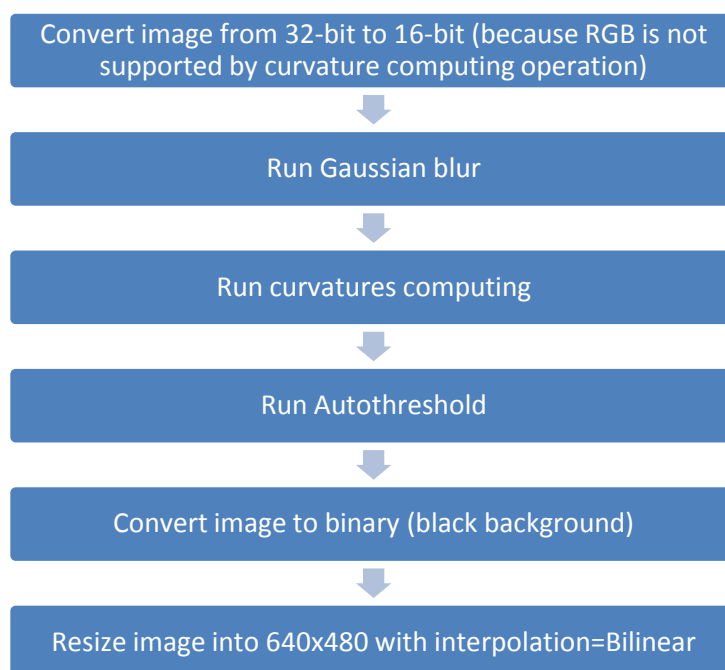 Convert image from 32-bit to 16-bit (because RGB is not
supported by curvature computing operation)
Run Gaussian blur
Run curvatures computing
Run Autothreshold
Convert image to binary (black background)
Resize image into 640x480 with interpolation=Bilinear